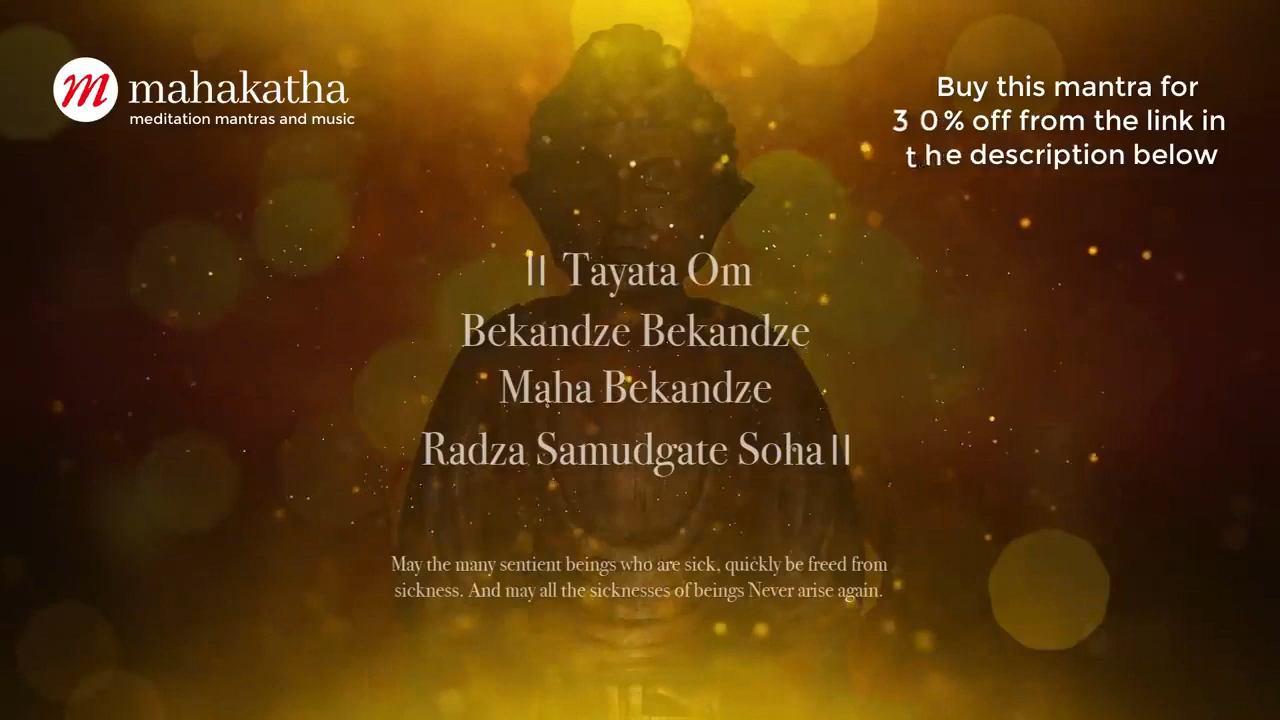 m mahakatha
meditation mantras and music
Buy this mantra for
30% off from the link in
the description below
|| Tayata Om
Bekandze Bekandze
Maha Bekandze
Radza Samudgate Soha ||
May the many sentient beings who are sick, quickly be freed from
sickness. And may all the sicknesses of beings Never arise again.